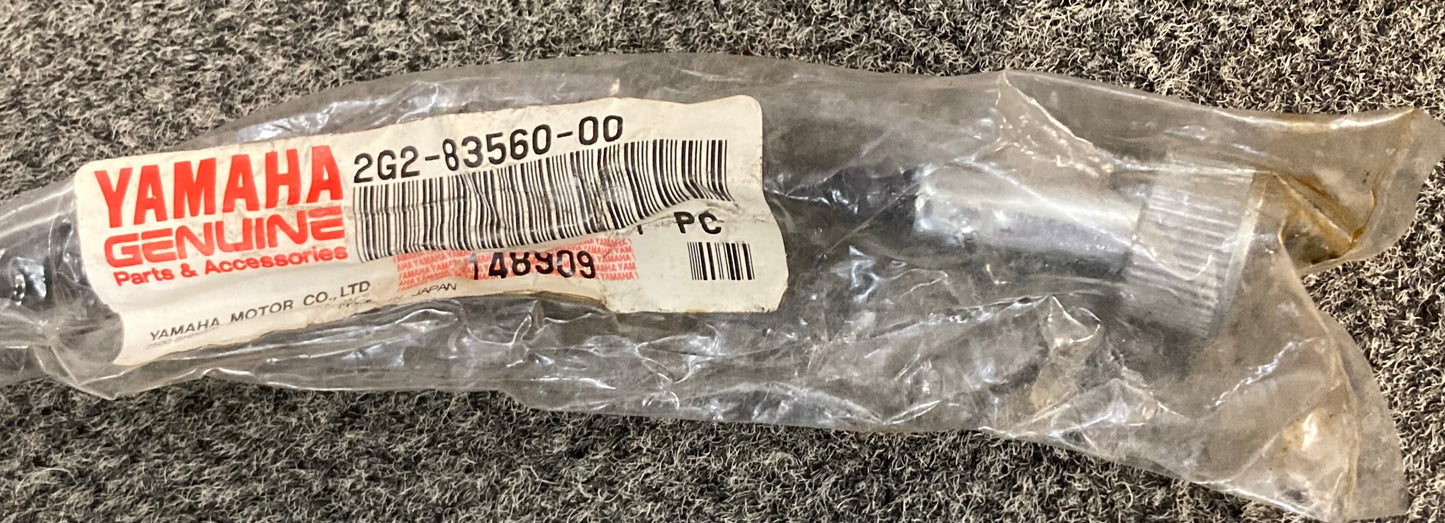 YAMAHA
GENUINE
Parts & Accessories
2G2-83560-00
PC
148909
YAMAHA MOTOR CO., LTD
JAPAN